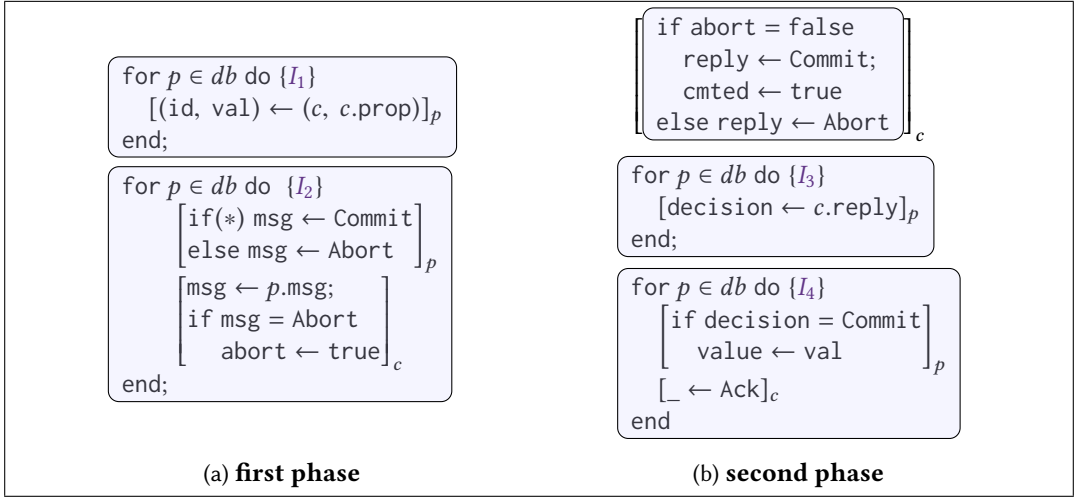 for p ∈ db do {I₁}
[(id, val) ← (c, c.prop)]ₚ
end;
for p ∈ db do {I₂}
[if(*) msg ← Commit
else msg ← Abort]ₚ
[msg ← p.msg;
if msg = Abort
abort ← true]_c
end;
(a) first phase
[if abort = false
reply ← Commit;
cmted ← true
else reply ← Abort]_c
for p ∈ db do {I₃}
[decision ← c.reply]ₚ
end;
for p ∈ db do {I₄}
[if decision = Commit
value ← val]ₚ
[_ ← Ack]_c
end
(b) second phase